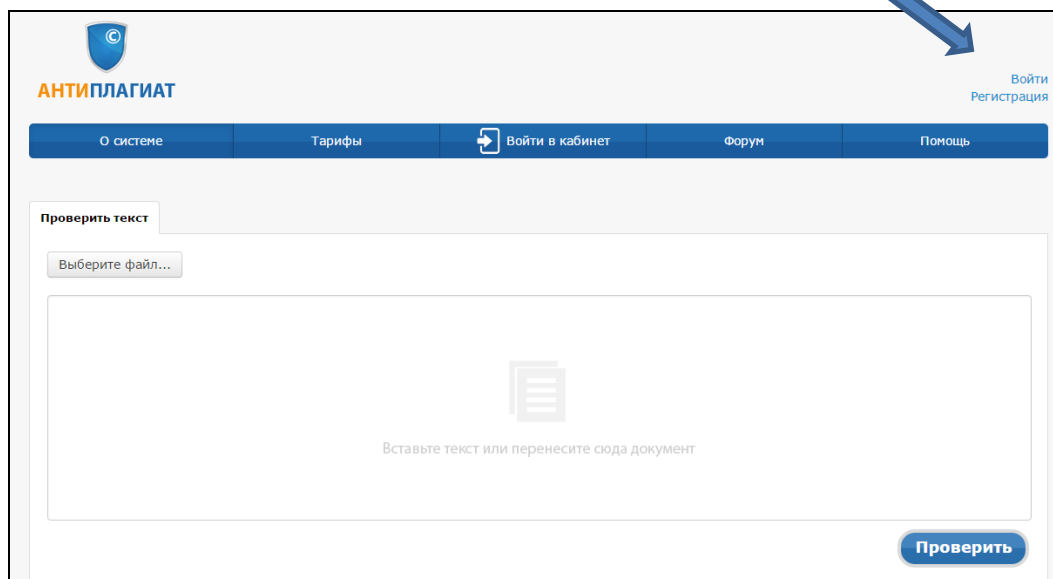 ©
АНТИПЛАГИАТ
Войти
Регистрация
О системе Тарифы Войти в кабинет Форум Помощь
Проверить текст
Выберите файл...
Вставьте текст или перенесите сюда документ
Проверить